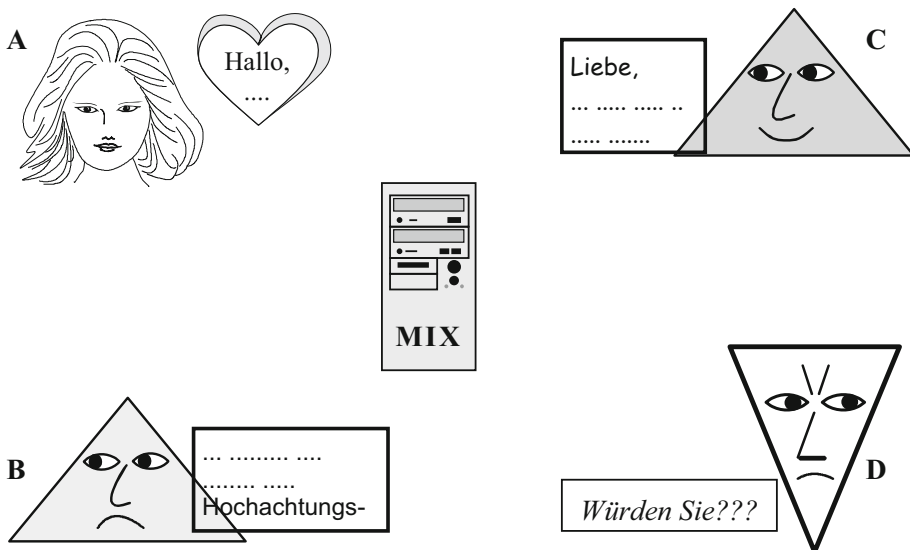 A
Hallo,
....
C
Liebe,
... ..... ..... ..
..... .......
MIX
B
... ......... ....
........ .....
Hochachtungs-
D
Würden Sie???